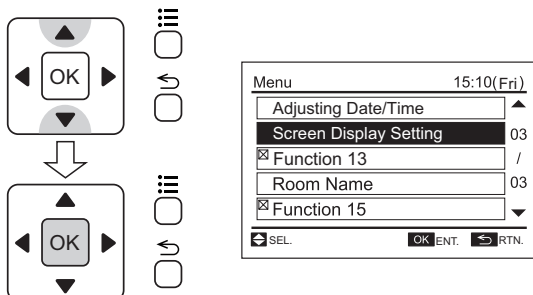 OK
OK
Menu 15:10(Fri)
Adjusting Date/Time
Screen Display Setting 03
Function 13 /
Room Name 03
Function 15
SEL. OK ENT. RTN.